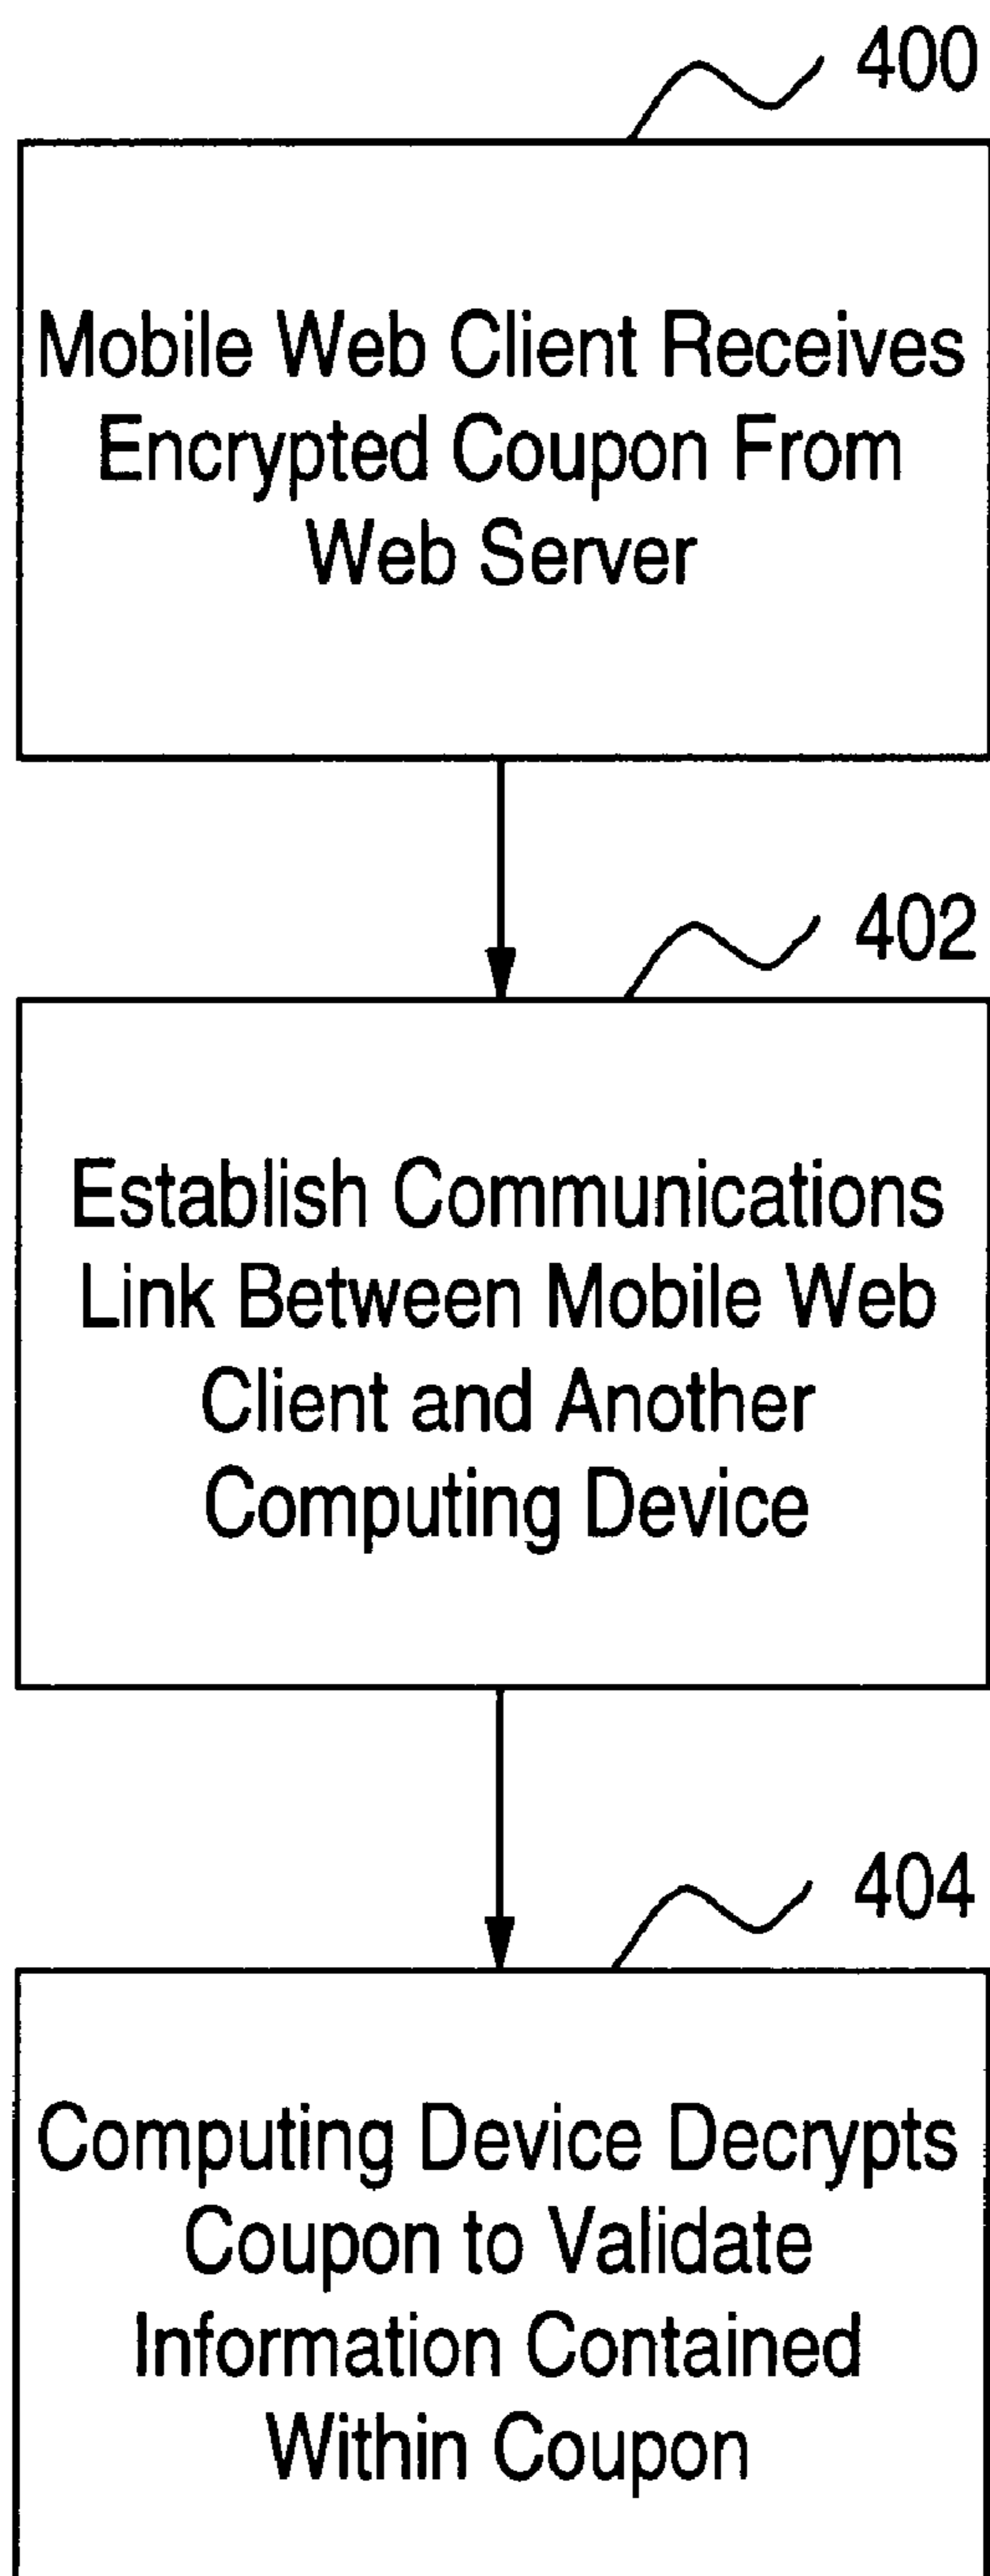 400
Mobile Web Client Receives
Encrypted Coupon From
Web Server
402
Establish Communications
Link Between Mobile Web
Client and Another
Computing Device
404
Computing Device Decrypts
Coupon to Validate
Information Contained
Within Coupon